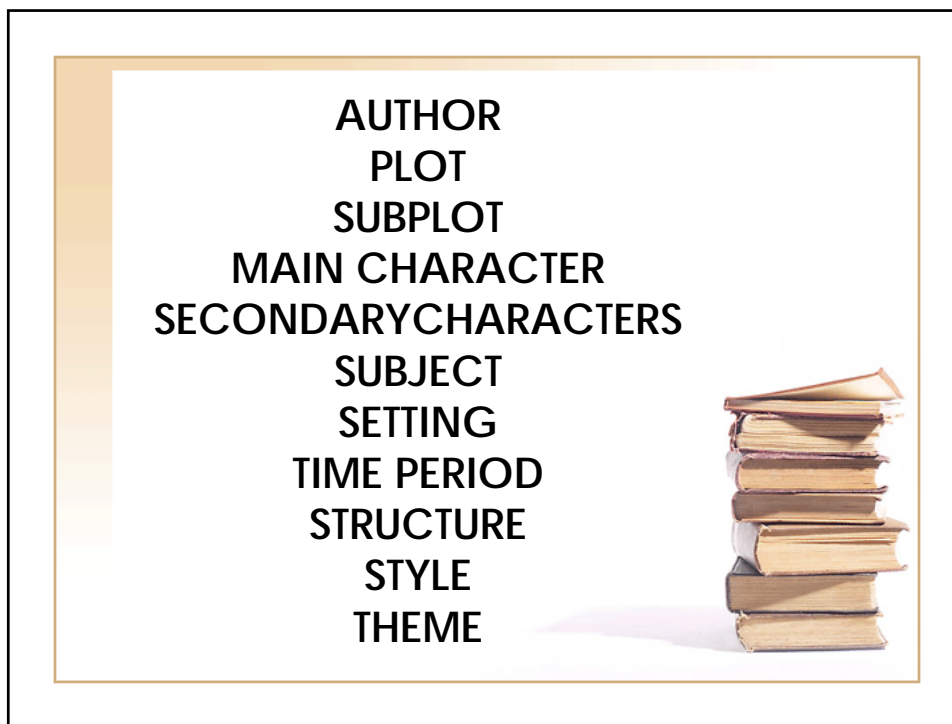 AUTHOR
PLOT
SUBPLOT
MAIN CHARACTER
SECONDARYCHARACTERS
SUBJECT
SETTING
TIME PERIOD
STRUCTURE
STYLE
THEME